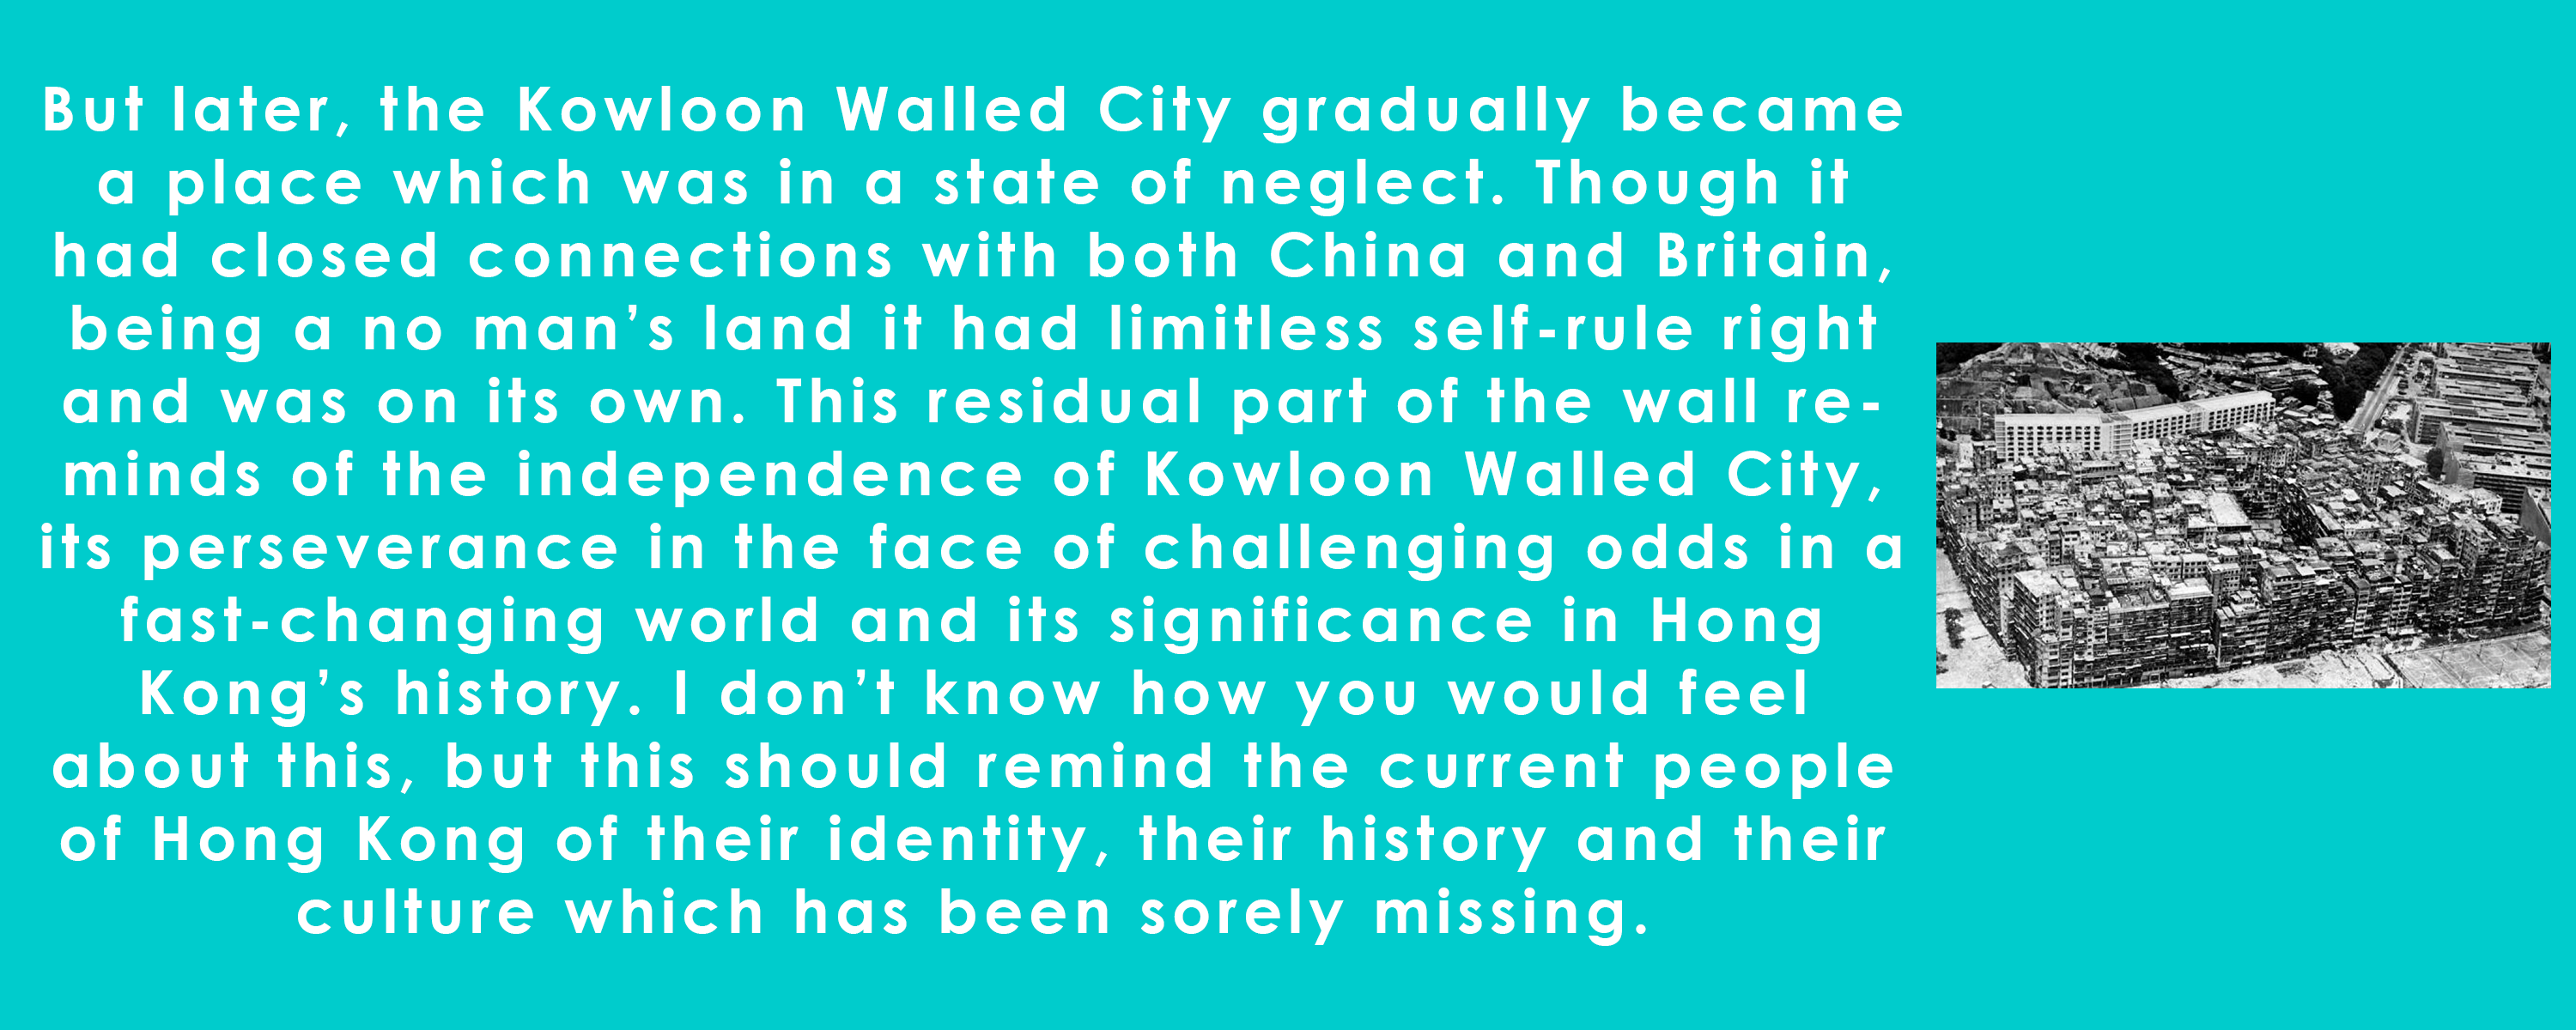 But later, the Kowloon Walled City gradually became
a place which was in a state of neglect. Though it
had closed connections with both China and Britain,
being a no man’s land it had limitless self-rule right
and was on its own. This residual part of the wall re-
minds of the independence of Kowloon Walled City,
its perseverance in the face of challenging odds in a
fast-changing world and its significance in Hong
Kong’s history. I don’t know how you would feel
about this, but this should remind the current people
of Hong Kong of their identity, their history and their
culture which has been sorely missing.